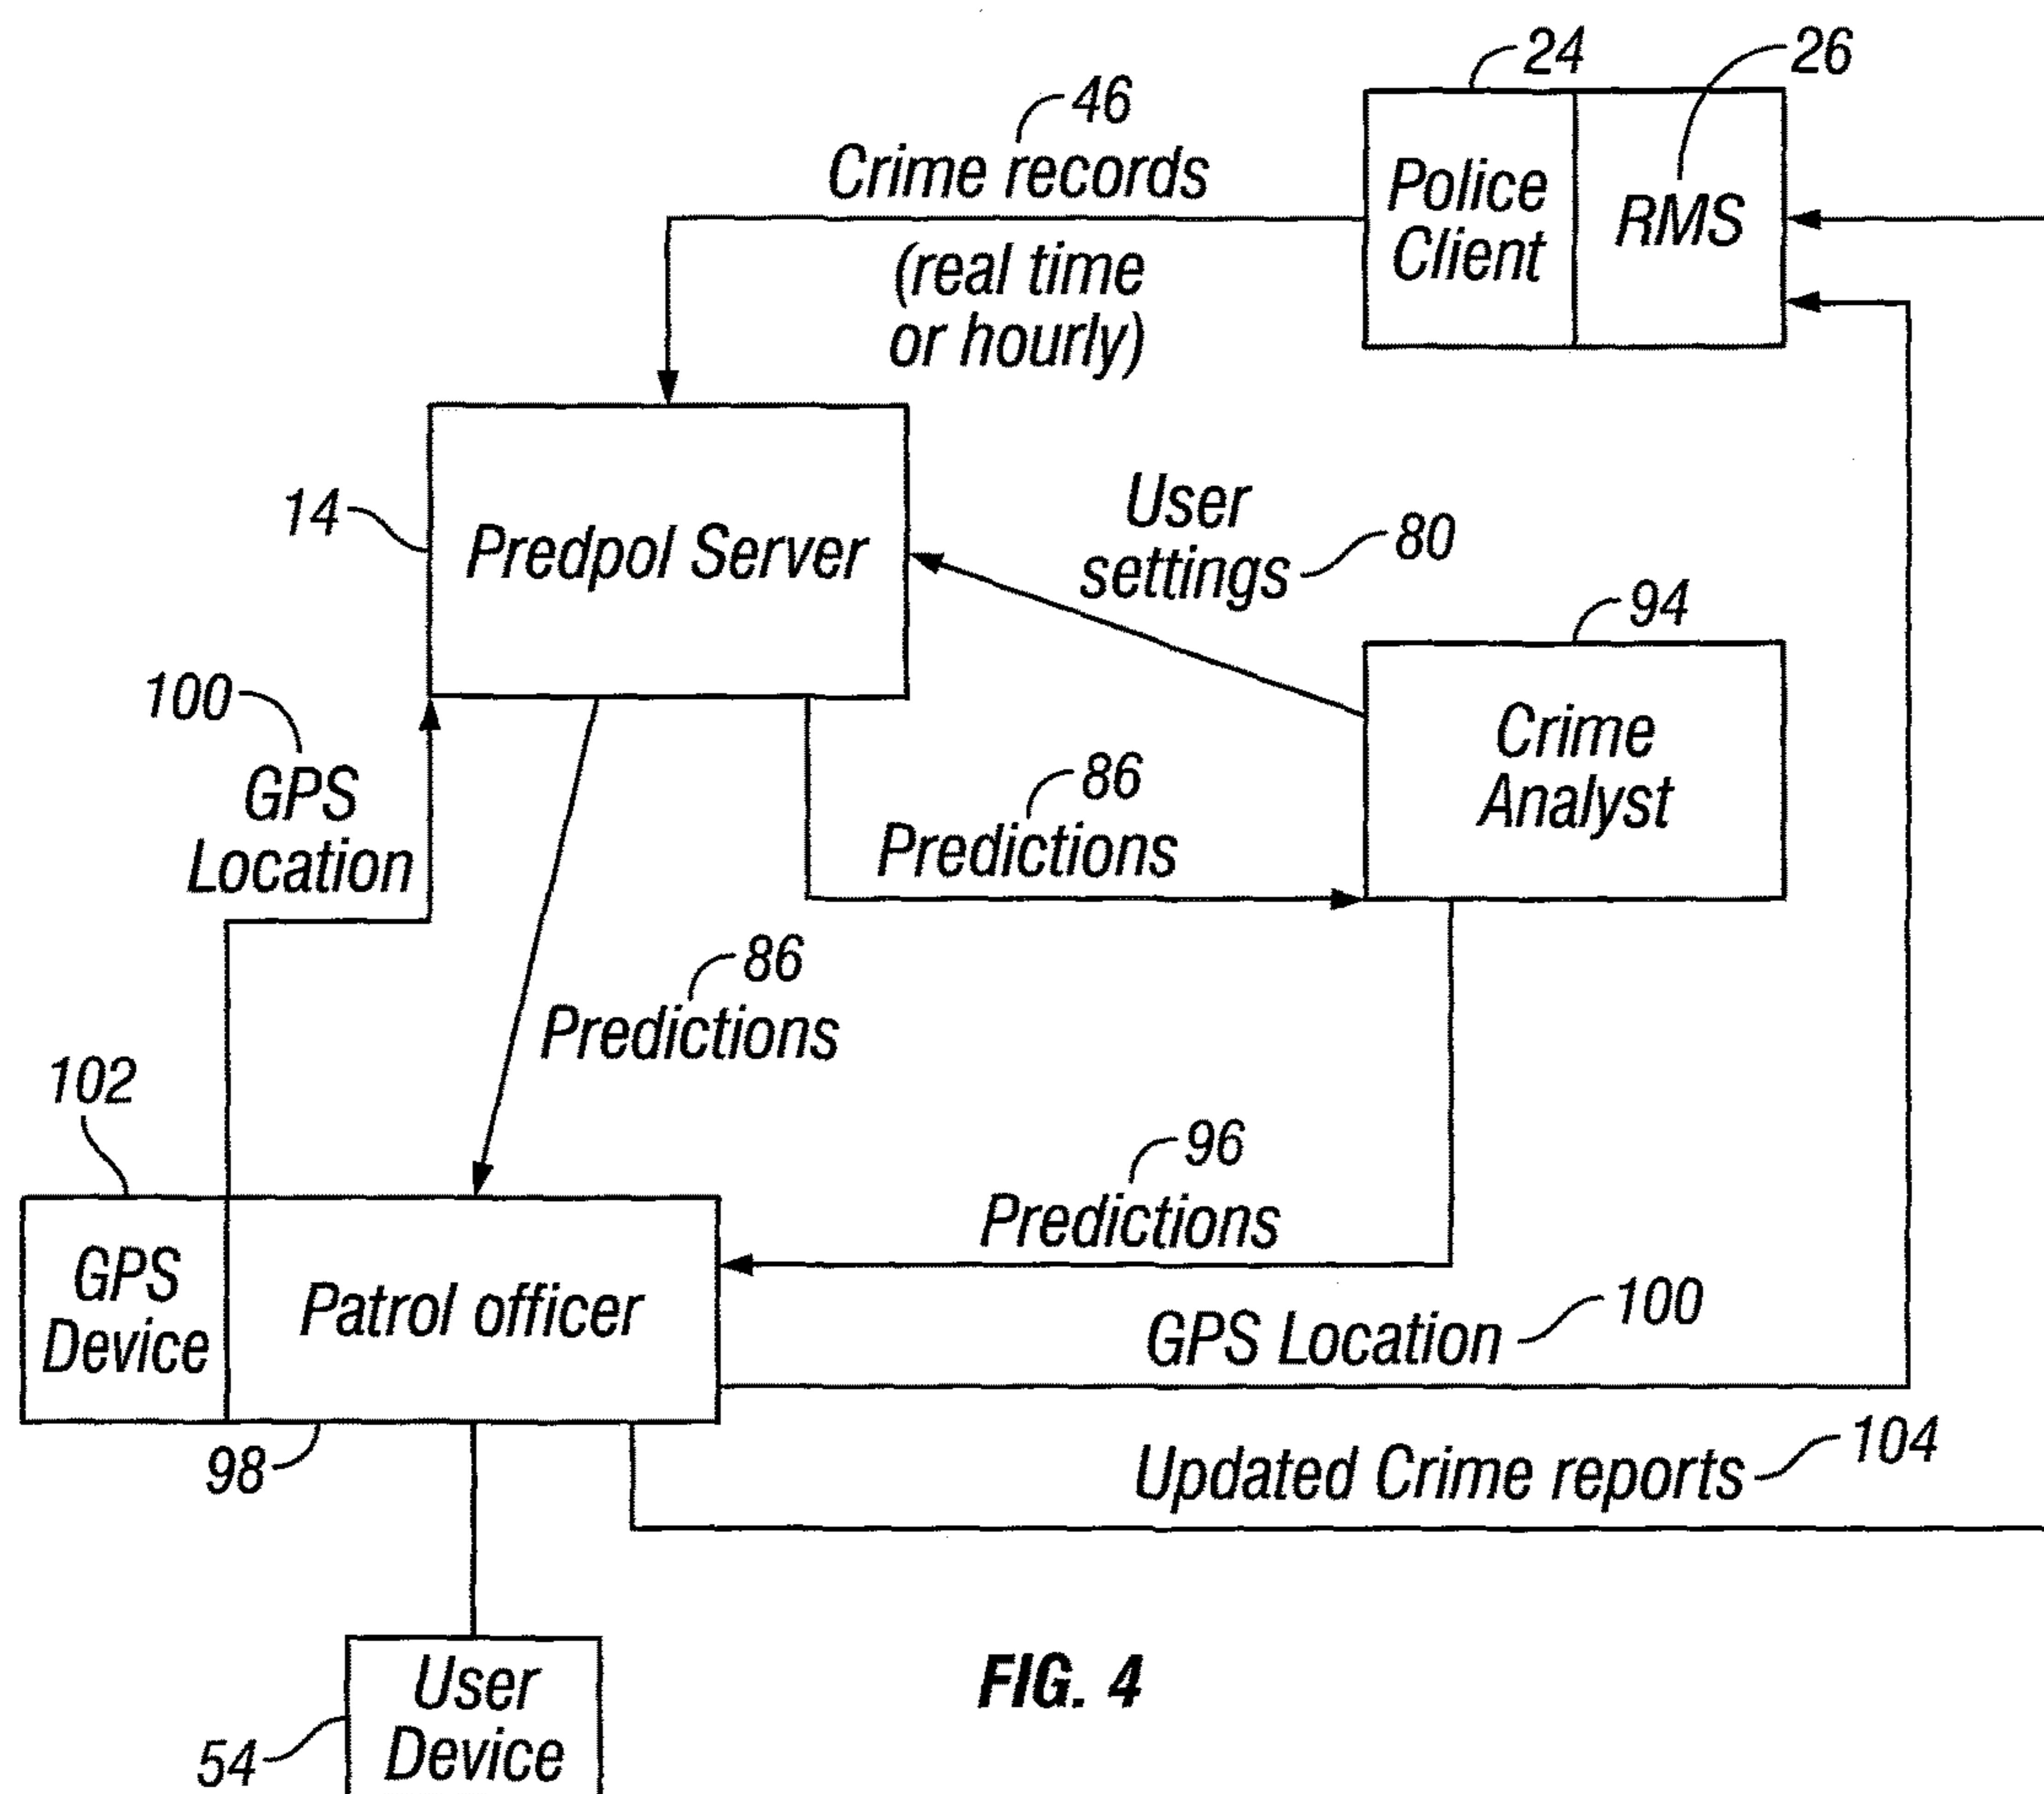 24
26
46
Crime records
(real time
or hourly)
Police
Client
RMS
14
Predpol Server
User
settings
80
94
Crime
Analyst
100
GPS
Location
86
Predictions
86
Predictions
102
96
Predictions
GPS
Device
Patrol officer
GPS Location
100
98
Updated Crime reports
104
User
Device
54
FIG. 4